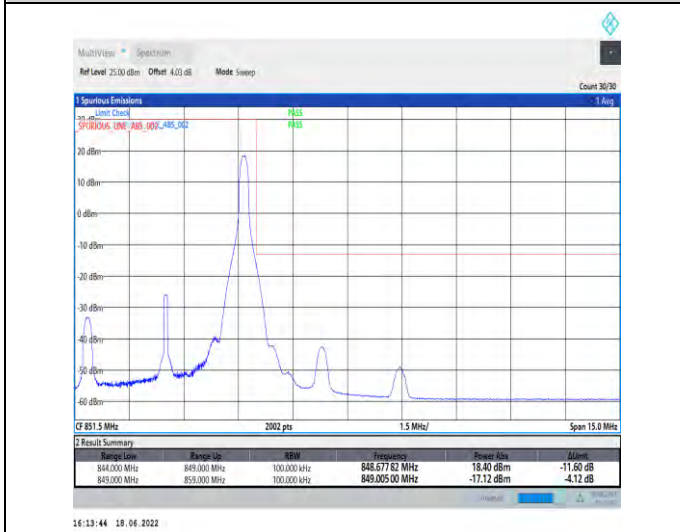 MultiView Spectrum
Ref Level 25.00 dBm Offset 4.03 dB Mode Sweep
Count 30/30
1 Spurious Emissions 1 Avg
Limit Check PASS
SPURIOUS_LINE_ABS_002 PASS
20 dBm
10 dBm
0 dBm
-10 dBm
-20 dBm
-30 dBm
-40 dBm
-50 dBm
-60 dBm
CF 851.5 MHz 2002 pts 1.5 MHz/ Span 15.0 MHz
2 Result Summary
Range Low Range Up RBW Frequency Power Abs ΔLimit
844.000 MHz 849.000 MHz 100.000 kHz 848.677 82 MHz 18.40 dBm -11.60 dB
849.000 MHz 859.000 MHz 100.000 kHz 849.005 00 MHz -17.12 dBm -4.12 dB
16:13:44 18.06.2022